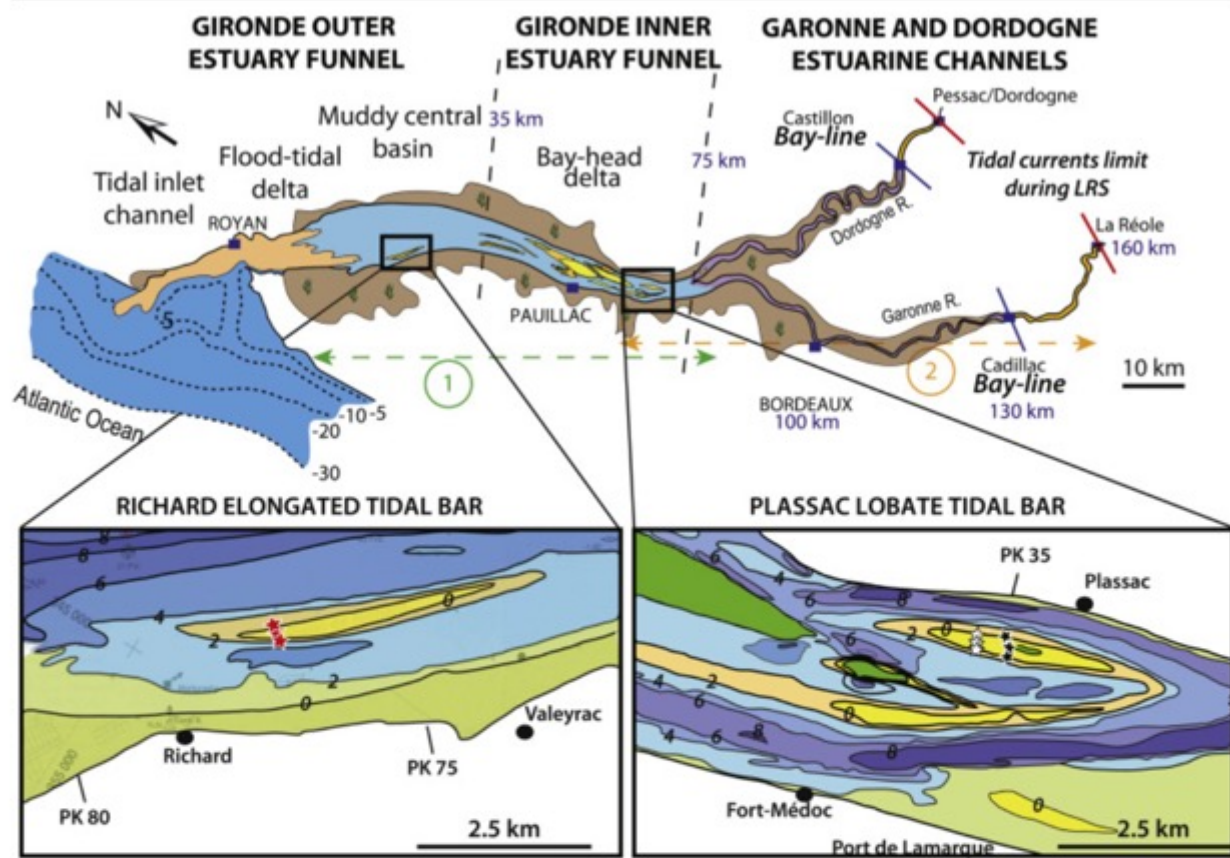 GIRONDE OUTER
ESTUARY FUNNEL
GIRONDE INNER
ESTUARY FUNNEL
GARONNE AND DORDOGNE
ESTUARINE CHANNELS
N
Muddy central
basin
35 km
Flood-tidal
delta
Tidal inlet
channel
ROYAN
Bay-head
delta
75 km
Pessac/Dordogne
Castillon
Bay-line
Tidal currents limit
during LRS
Dordogne R.
La Réole
160 km
Garonne R.
PAUILLAC
5
1
2
Cadillac
Bay-line
130 km
10 km
BORDEAUX
100 km
Atlantic Ocean
-5
-10
-20
-30
RICHARD ELONGATED TIDAL BAR
8
8
6
4
0
2
2
0
Richard
Valeyrac
PK 75
PK 80
2.5 km
PLASSAC LOBATE TIDAL BAR
PK 35
Plassac
6
4
8
6
2
0
4
2
6
0
4
6
8
8
0
Fort-Médoc
2.5 km
Port de Lamarque